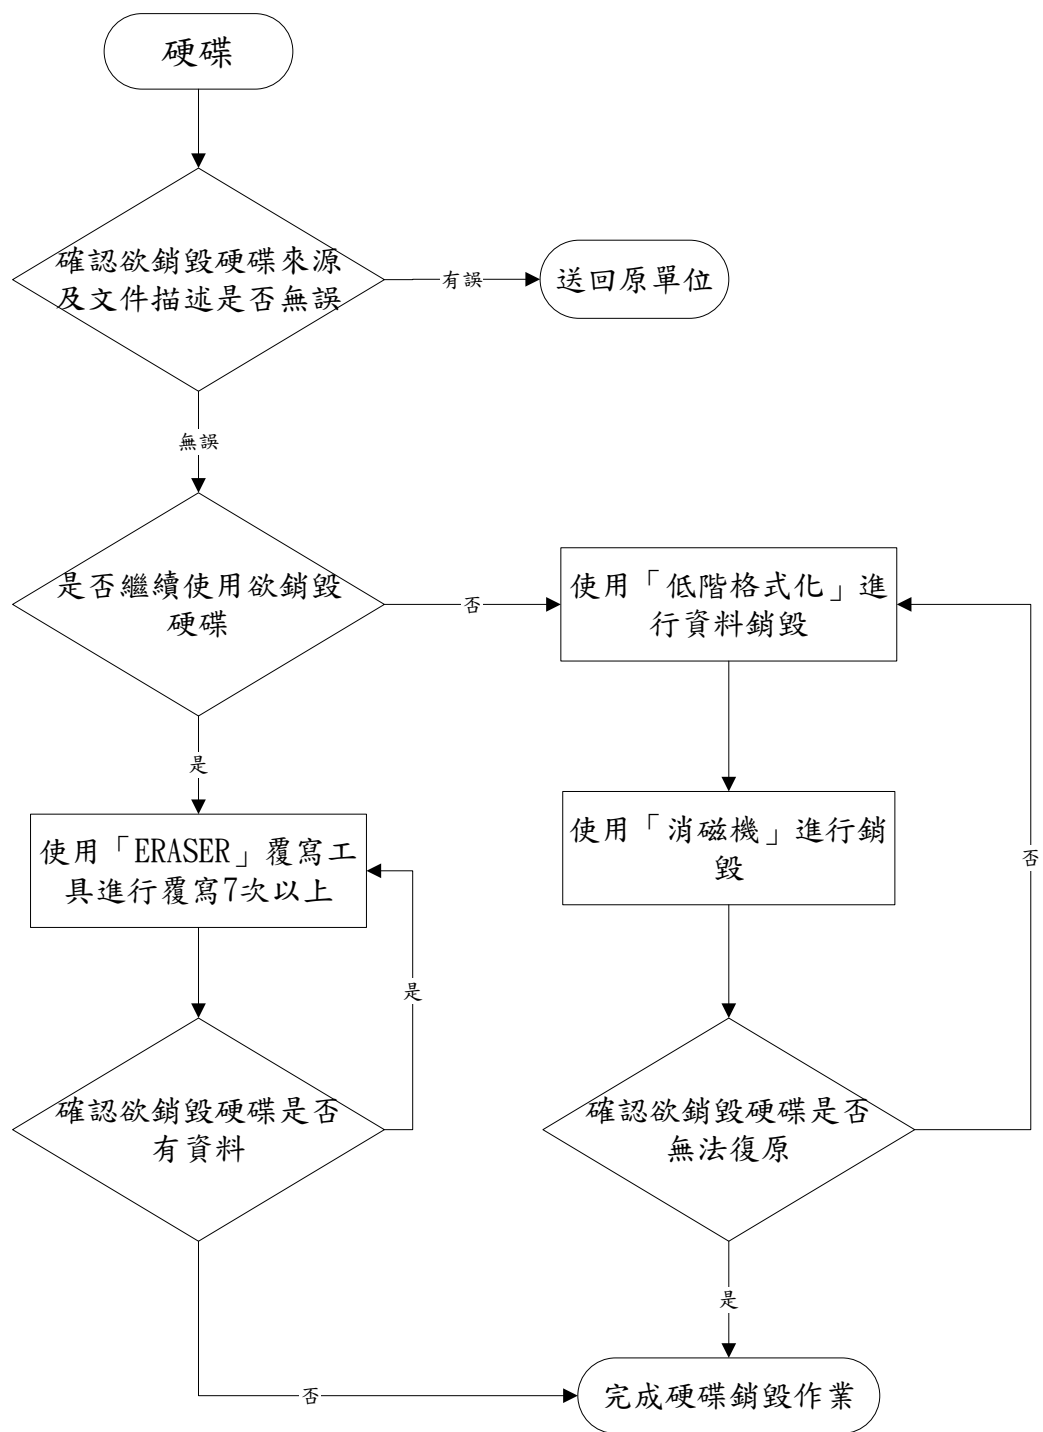 硬碟
確認欲銷毀硬碟來源
及文件描述是否無誤
有誤
送回原單位
無誤
是否繼續使用欲銷毀
硬碟
否
使用「低階格式化」進
行資料銷毀
是
使用「ERASER」覆寫工
具進行覆寫7次以上
使用「消磁機」進行銷
毀
否
是
確認欲銷毀硬碟是否
有資料
確認欲銷毀硬碟是否
無法復原
是
否
完成硬碟銷毀作業